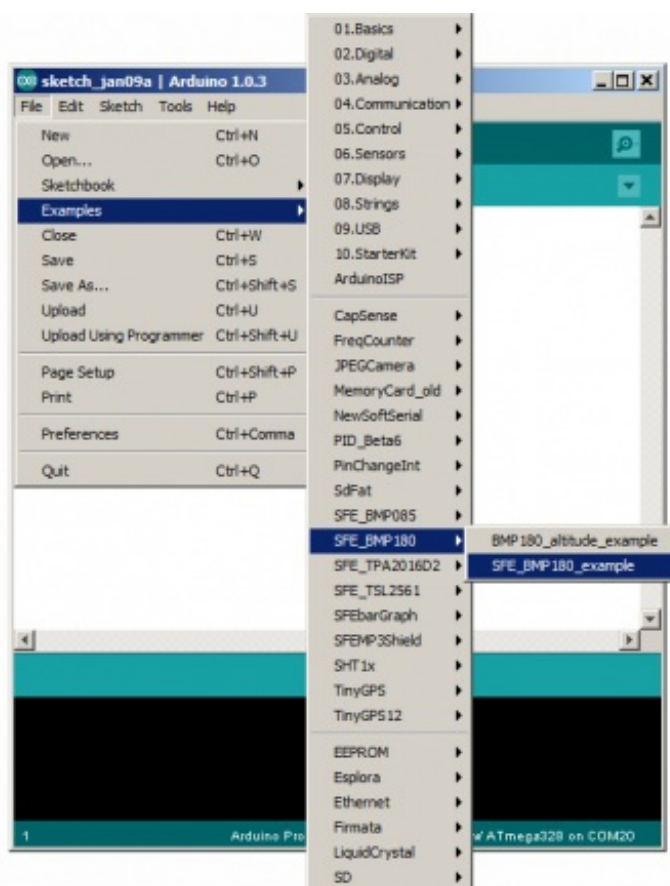 sketch_jan09a | Arduino 1.0.3
File Edit Sketch Tools Help
New Ctrl+N
Open... Ctrl+O
Sketchbook
Examples
Close Ctrl+W
Save Ctrl+S
Save As... Ctrl+Shift+S
Upload Ctrl+U
Upload Using Programmer Ctrl+Shift+U
Page Setup Ctrl+Shift+P
Print Ctrl+P
Preferences Ctrl+Comma
Quit Ctrl+Q
01.Basics
02.Digital
03.Analog
04.Communication
05.Control
06.Sensors
07.Display
08.Strings
09.USB
10.StarterKit
ArduinoISP
CapSense
FreqCounter
JPEGCamera
MemoryCard_old
NewSoftSerial
PID_Beta6
PinChangeInt
SdFat
SFE_BMP085
SFE_BMP180
SFE_TPA2016D2
SFE_TSL2561
SFEbarGraph
SFEMP3Shield
SHT1x
TinyGPS
TinyGPS12
EEPROM
Esplora
Ethernet
Firmata
LiquidCrystal
SD
BMP180_altitude_example
SFE_BMP180_example
1 Arduino Pro ATmega328 on COM20